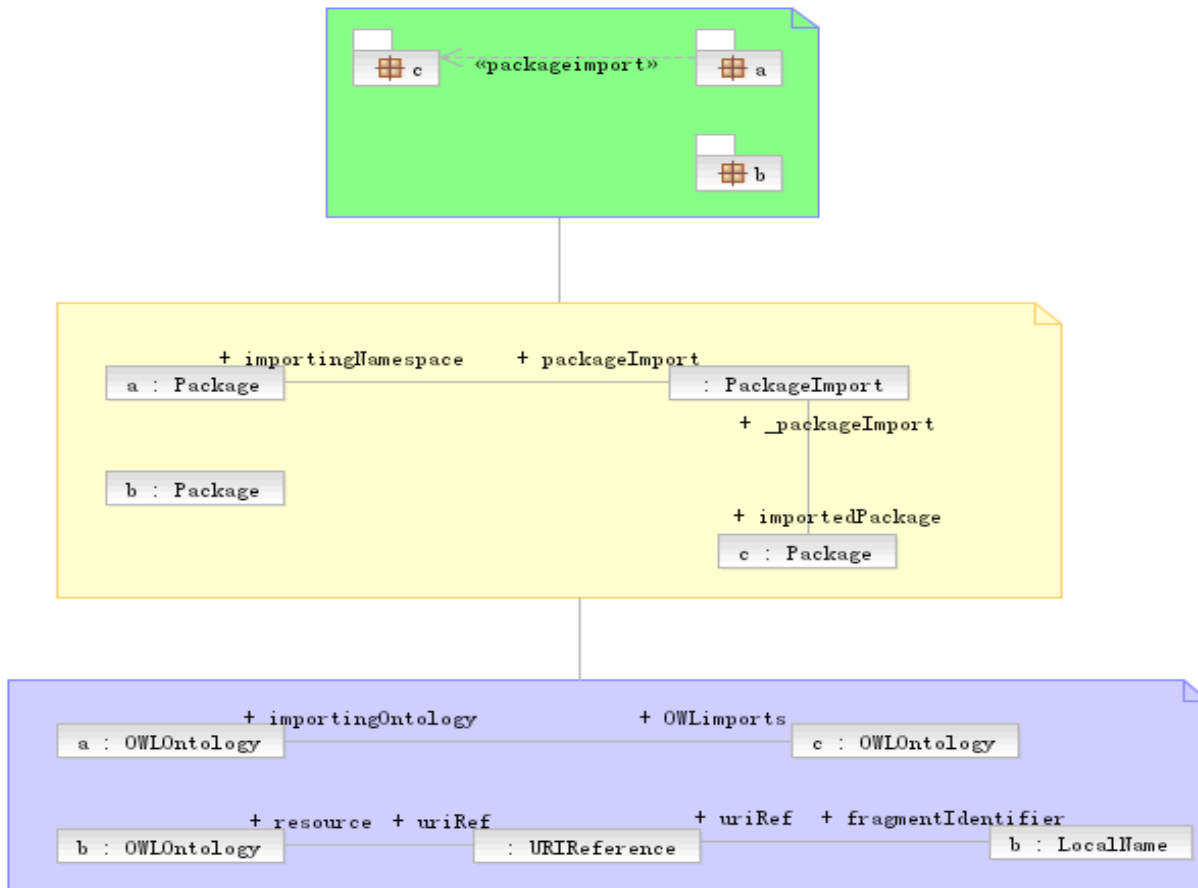 c «packageimport» a
b
+ importingNamespace + packageImport
a : Package : PackageImport
+ _packageImport
b : Package
+ importedPackage
c : Package
+ importingOntology + OWLimports
a : OWLOntology c : OWLOntology
+ resource + uriRef + uriRef + fragmentIdentifier
b : OWLOntology : URIReference b : LocalName